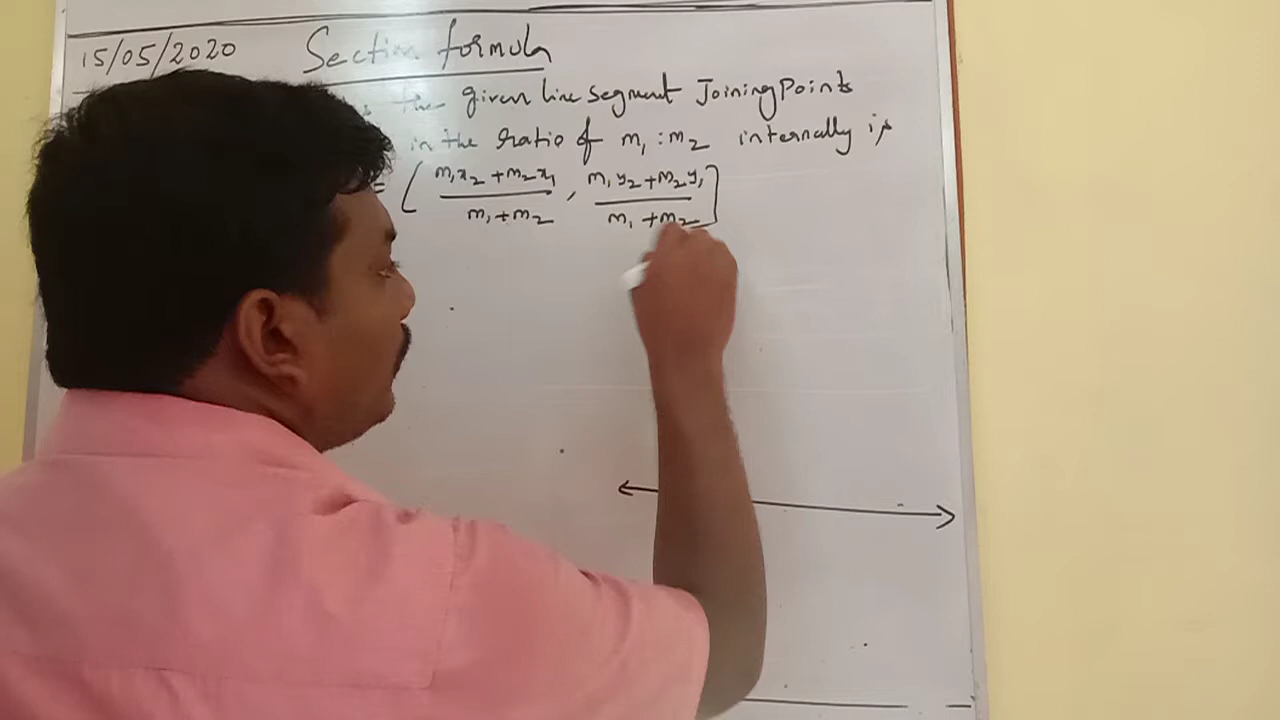 15/05/2020 Section formula
the given line segment Joining Points
in the ratio of m₁ : m₂ internally is
= ( m₁x₂ + m₂x₁ / m₁ + m₂ , m₁y₂ + m₂y₁ / m₁ + m₂ ]